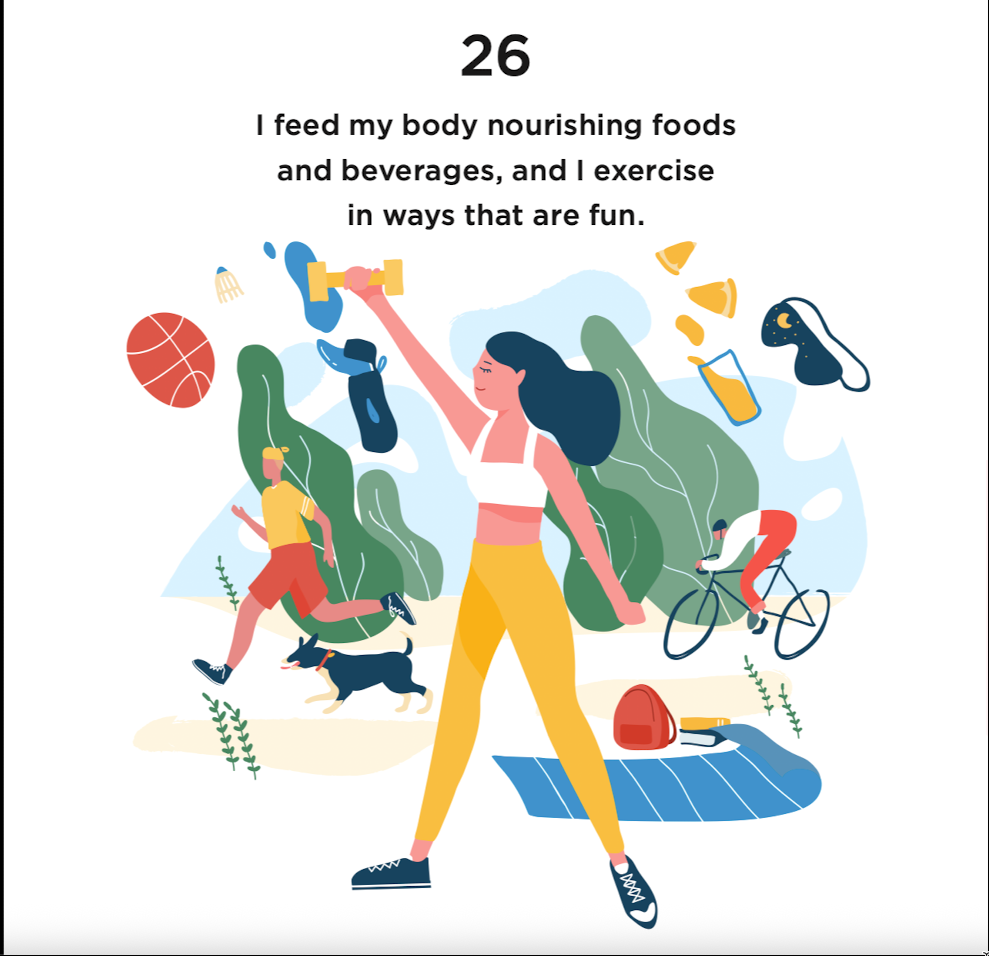 26
I feed my body nourishing foods
and beverages, and I exercise
in ways that are fun.